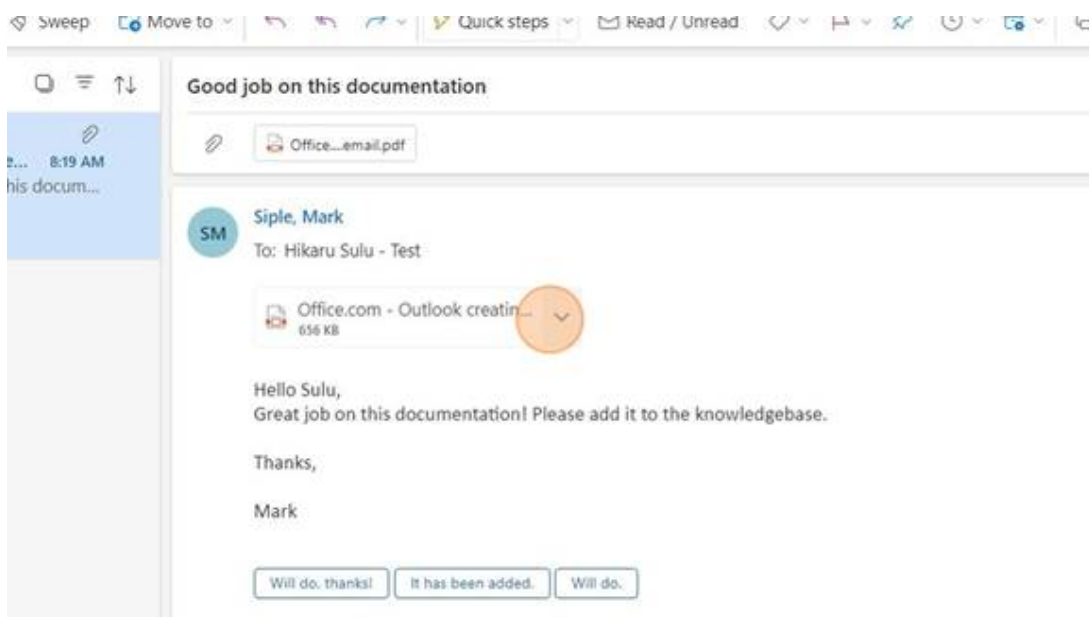 Sweep Move to Quick steps Read / Unread
Good job on this documentation
Office....email.pdf
e... 8:19 AM
his docum...
SM
Siple, Mark
To: Hikaru Sulu - Test
Office.com - Outlook creatin...
656 KB
Hello Sulu,
Great job on this documentation! Please add it to the knowledgebase.
Thanks,
Mark
Will do, thanks! It has been added. Will do.